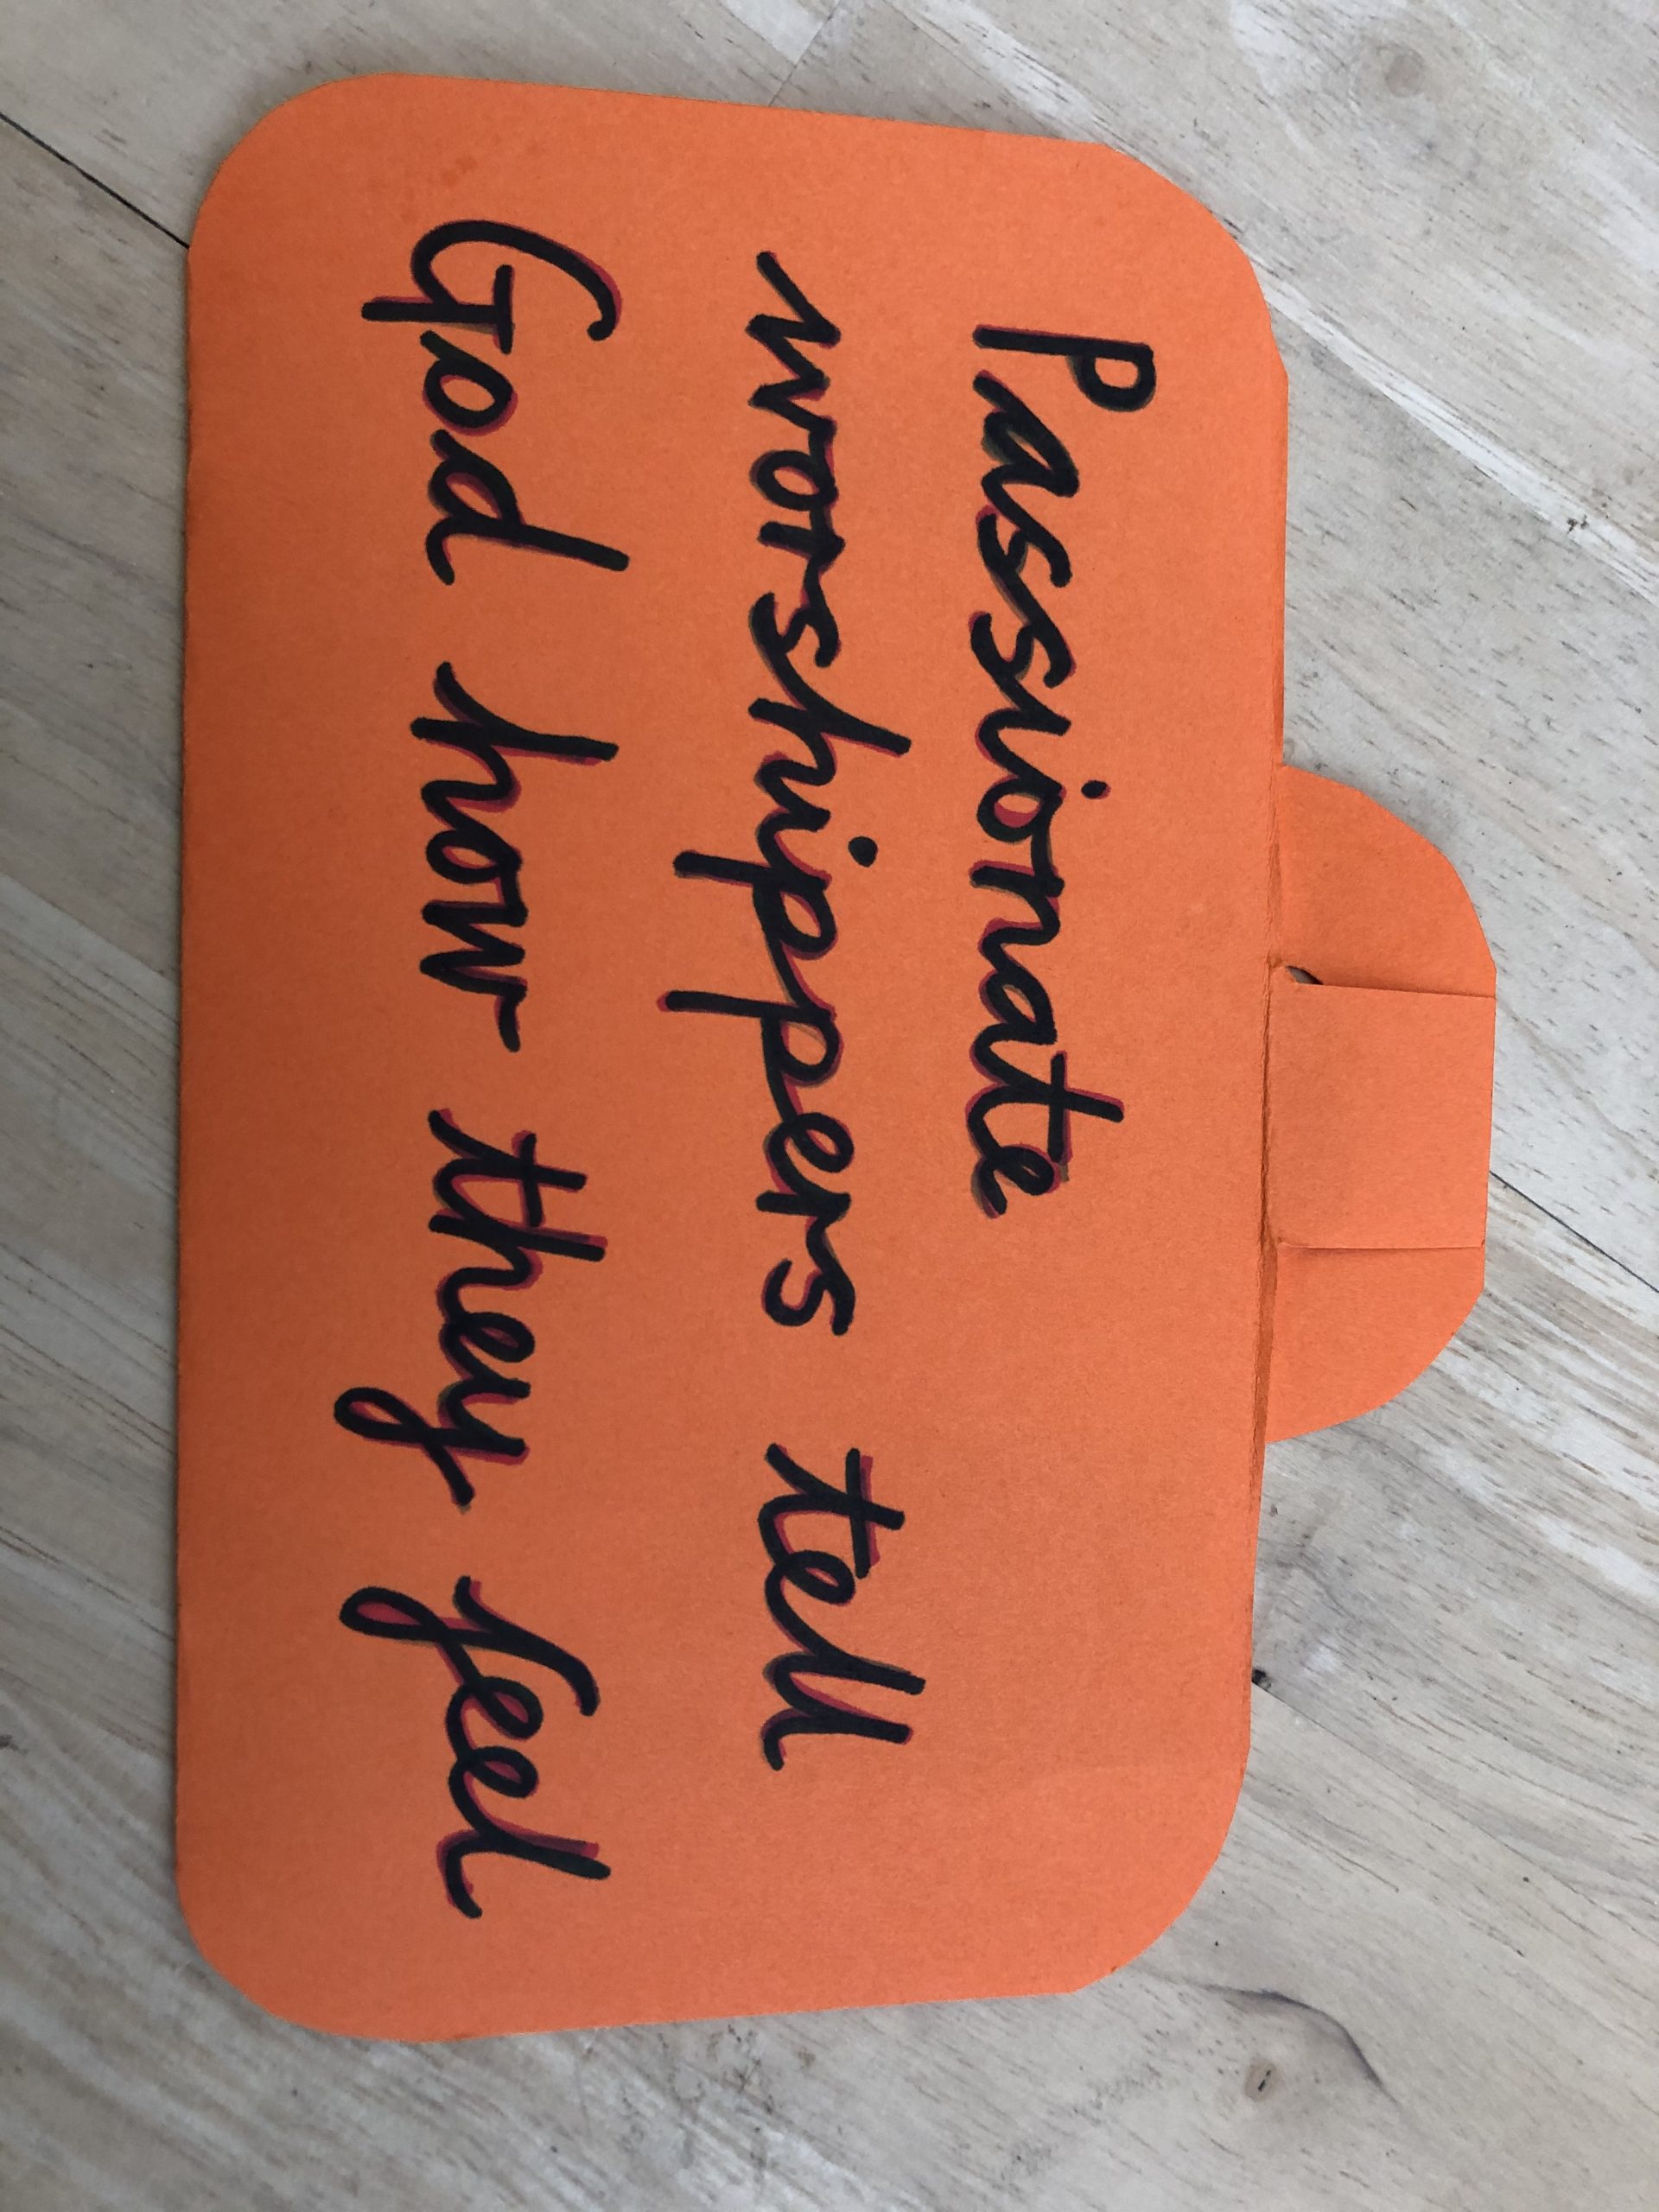 Passionate
worshippers tell
God how they feel